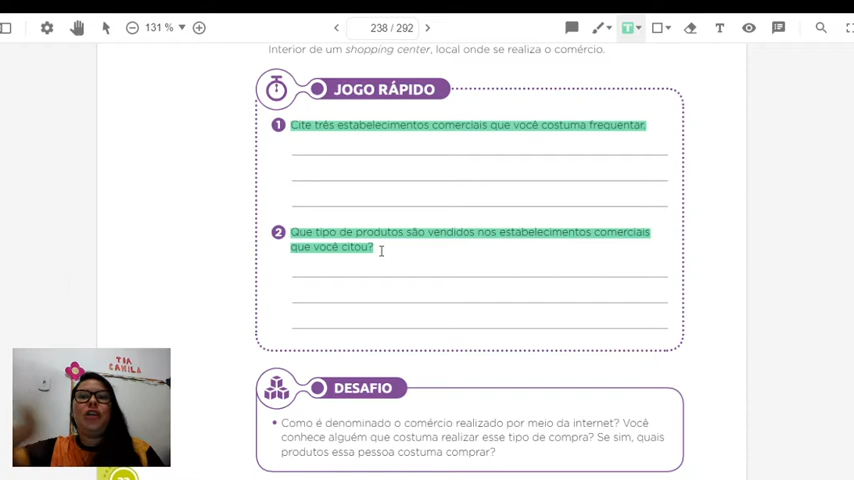 131 %
238 / 292
Interior de um shopping center, local onde se realiza o comércio.
JOGO RÁPIDO
1 Cite três estabelecimentos comerciais que você costuma frequentar.
2 Que tipo de produtos são vendidos nos estabelecimentos comerciais
que você citou?
TIA
CAMILA
DESAFIO
• Como é denominado o comércio realizado por meio da internet? Você
conhece alguém que costuma realizar esse tipo de compra? Se sim, quais
produtos essa pessoa costuma comprar?